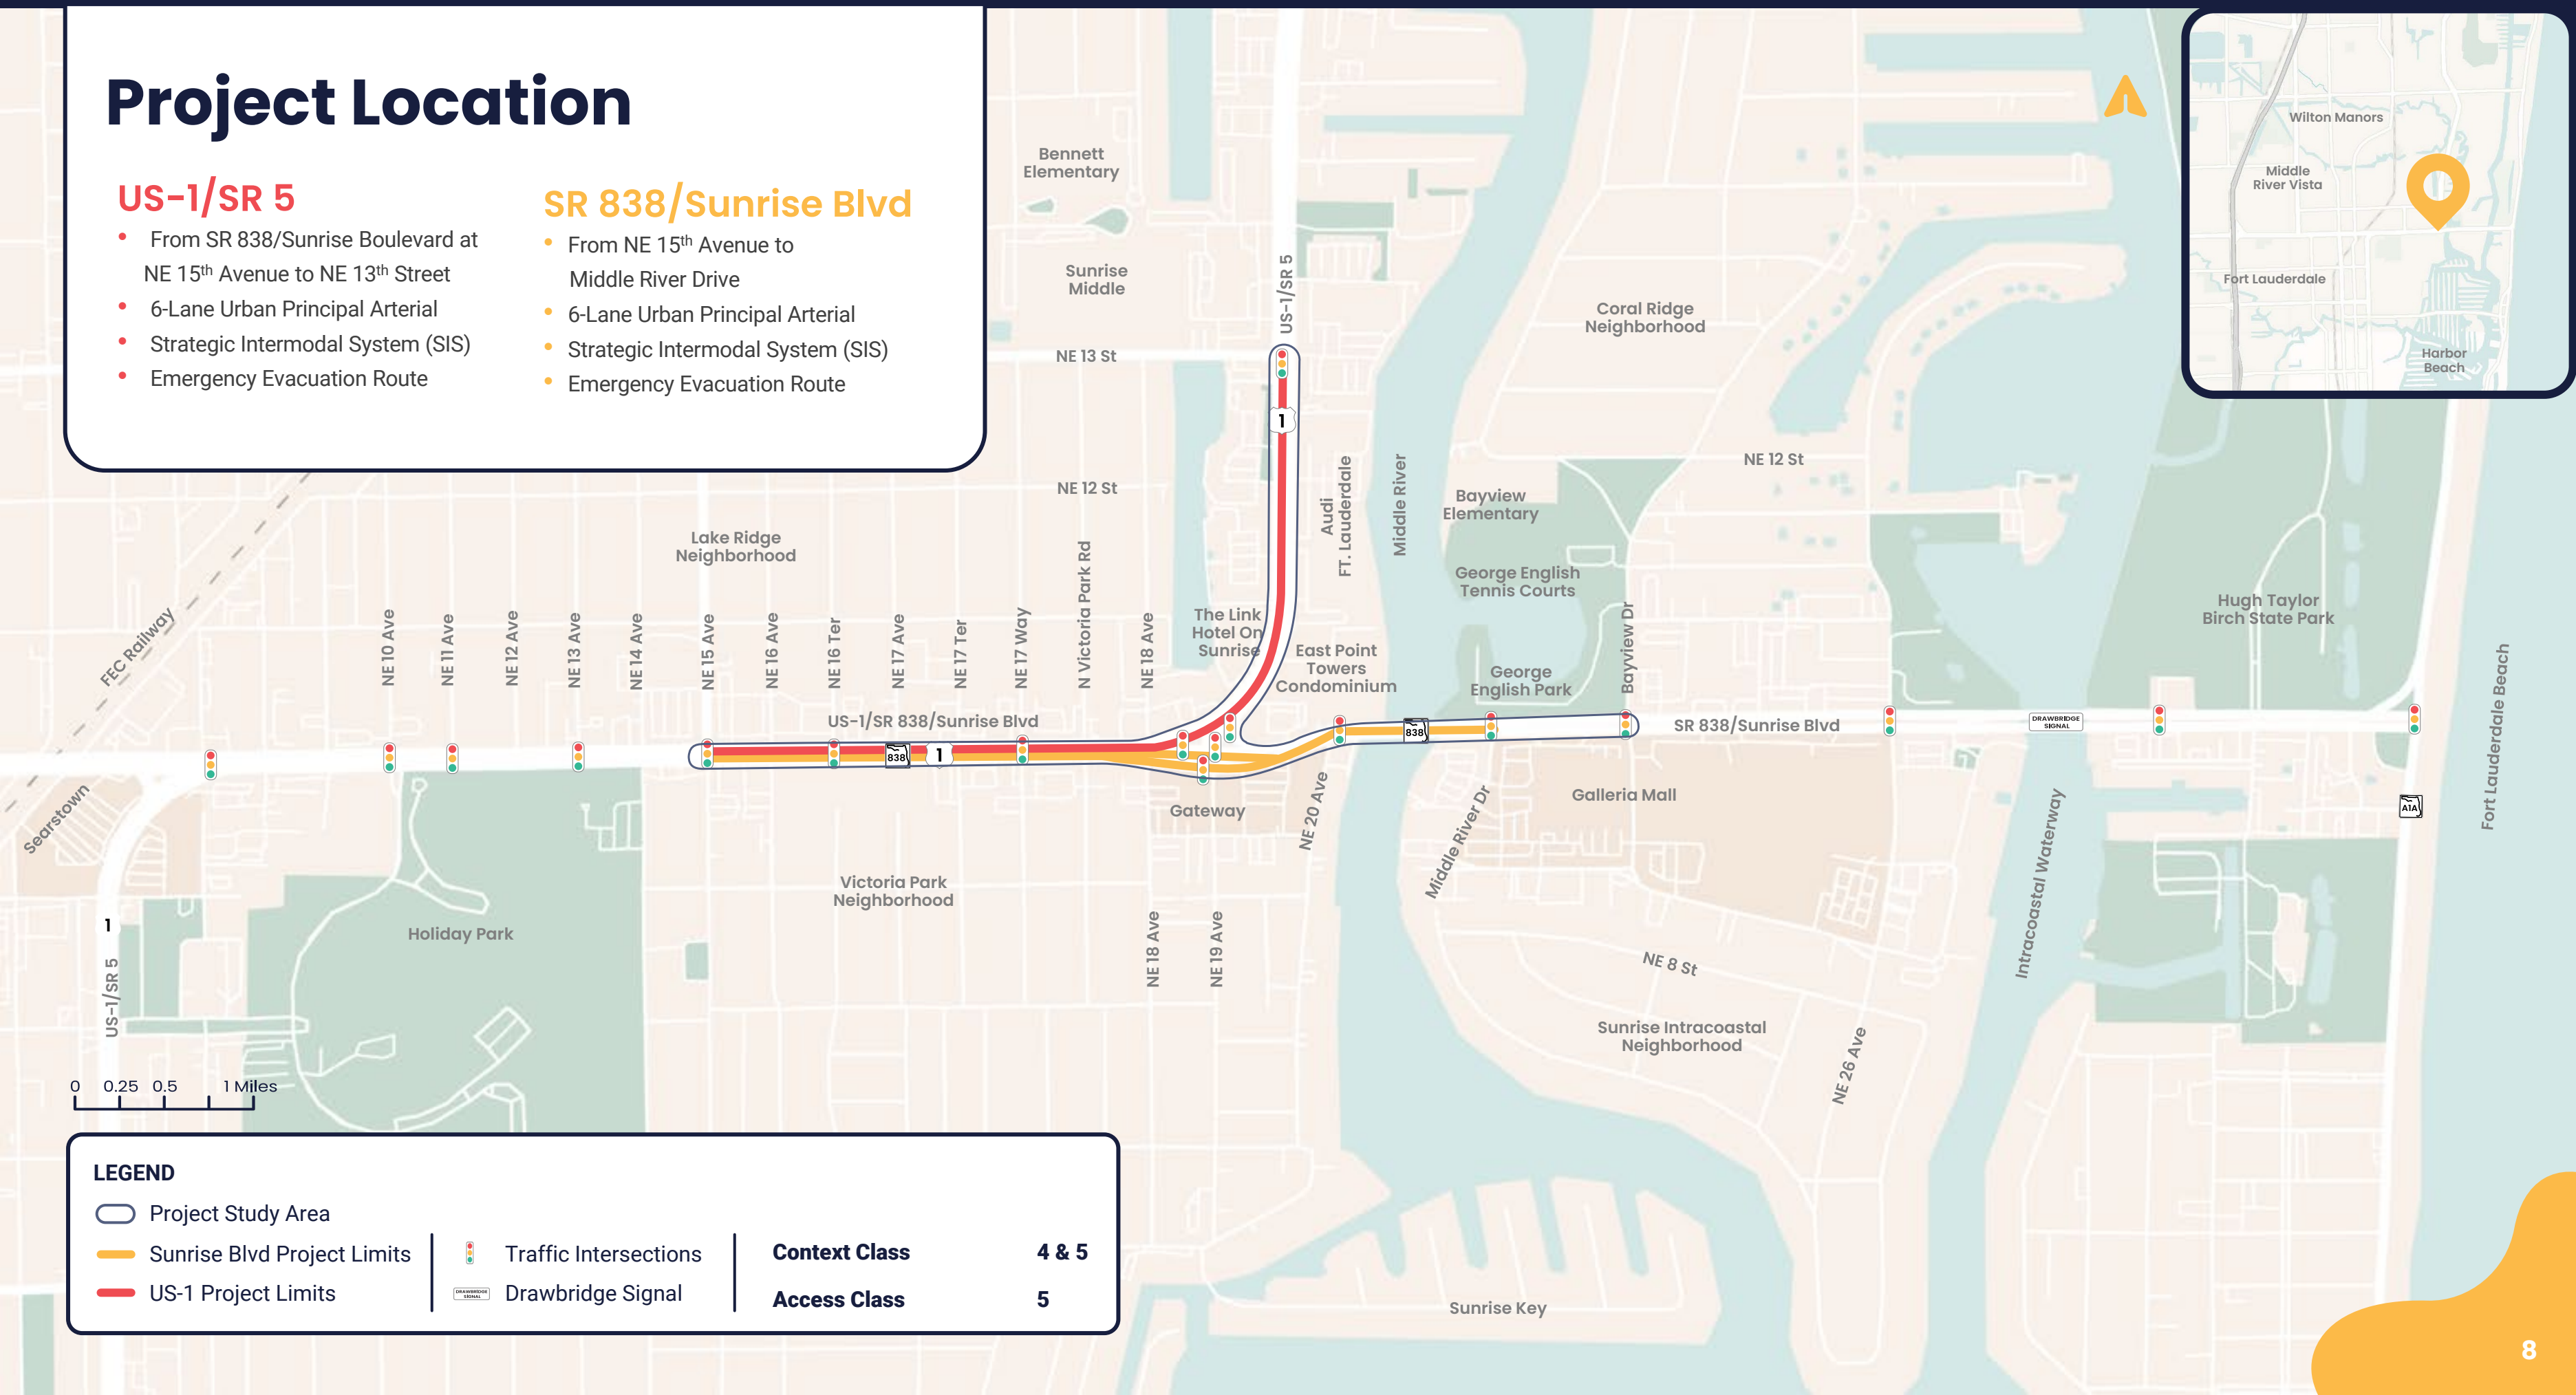 Project Location
US-1/SR 5
• From SR 838/Sunrise Boulevard at
NE 15th Avenue to NE 13th Street
• 6-Lane Urban Principal Arterial
• Strategic Intermodal System (SIS)
• Emergency Evacuation Route
SR 838/Sunrise Blvd
• From NE 15th Avenue to
Middle River Drive
• 6-Lane Urban Principal Arterial
• Strategic Intermodal System (SIS)
• Emergency Evacuation Route
Wilton Manors
Middle
River Vista
Fort Lauderdale
Harbor
Beach
Bennett
Elementary
Sunrise
Middle
US-1/SR 5
Coral Ridge
Neighborhood
NE 13 St
1
NE 12 St
NE 12 St
Audi
FT. Lauderdale
Middle River
Bayview
Elementary
Lake Ridge
Neighborhood
George English
Tennis Courts
Hugh Taylor
Birch State Park
FEC Railway
NE 10 Ave
NE 11 Ave
NE 12 Ave
NE 13 Ave
NE 14 Ave
NE 15 Ave
NE 16 Ave
NE 16 Ter
NE 17 Ave
NE 17 Ter
NE 17 Way
N Victoria Park Rd
NE 18 Ave
The Link
Hotel On
Sunrise
East Point
Towers
Condominium
George
English Park
Bayview Dr
US-1/SR 838/Sunrise Blvd
SR 838/Sunrise Blvd
DRAWBRIDGE
SIGNAL
838
1
838
Fort Lauderdale Beach
A1A
Searstown
Gateway
NE 20 Ave
Middle River Dr
Galleria Mall
Intracoastal Waterway
Victoria Park
Neighborhood
Holiday Park
1
US-1/SR 5
NE 18 Ave
NE 19 Ave
NE 8 St
Sunrise Intracoastal
Neighborhood
NE 26 Ave
0 0.25 0.5 1 Miles
LEGEND
Project Study Area
Sunrise Blvd Project Limits
US-1 Project Limits
Traffic Intersections
DRAWBRIDGE
SIGNAL
Drawbridge Signal
Context Class 4 & 5
Access Class 5
Sunrise Key
8